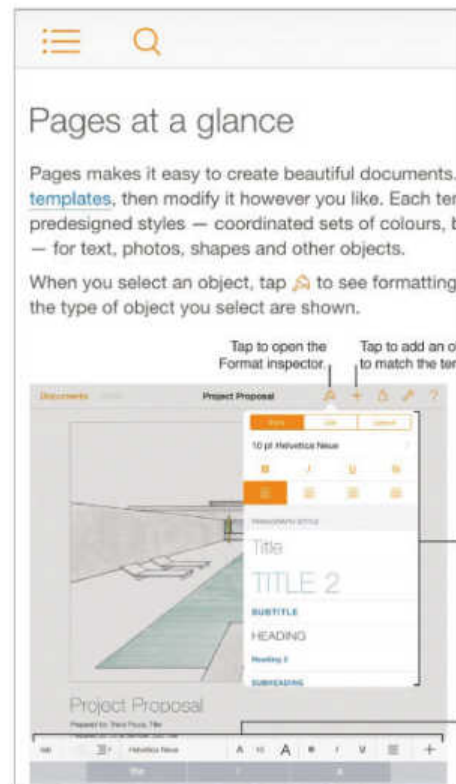 Pages at a glance
Pages makes it easy to create beautiful documents.
templates, then modify it however you like. Each ter
predesigned styles — coordinated sets of colours, b
— for text, photos, shapes and other objects.
When you select an object, tap to see formatting
the type of object you select are shown.
Tap to open the
Format inspector.
Tap to add an o
to match the ter
Documents
Project Proposal
?
10 pt Helvetica Neue
B I U S
PARAGRAPH STYLE
Title
TITLE 2
SUBTITLE
HEADING
Heading 2
SUBHEADING
Project Proposal
Helvetica Neue
A 10 A B I U